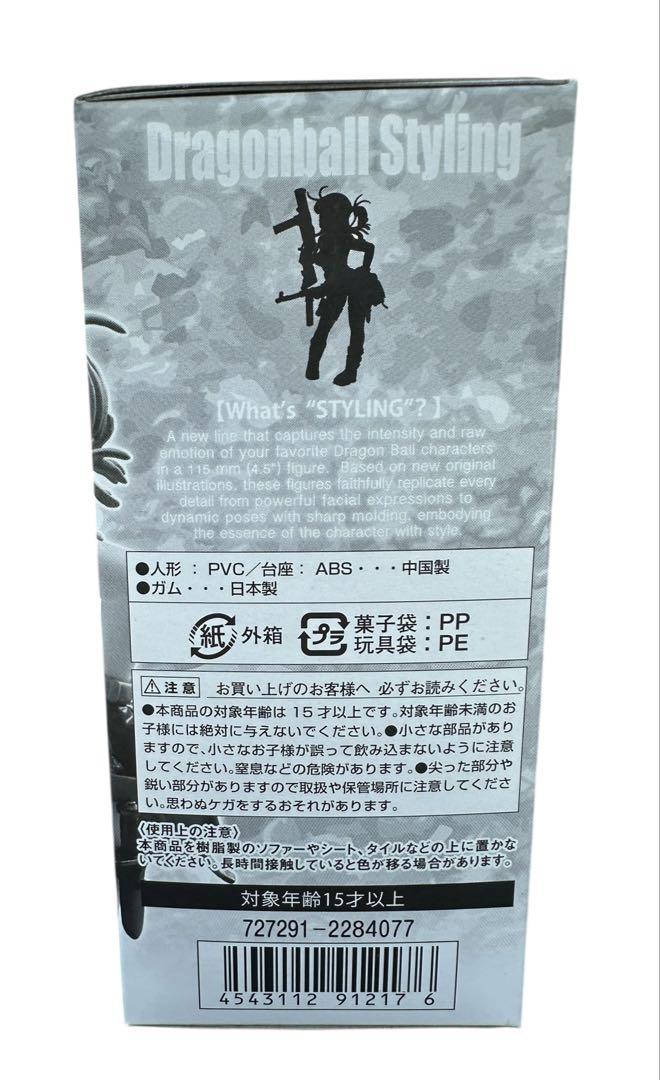 Dragonball Styling
【What's "STYLING"?】
A new line that captures the intensity and raw
emotion of your favorite Dragon Ball characters
in a 115 mm (4.5") figure. Based on new original
illustrations, these figures faithfully replicate every
detail from powerful facial expressions to
dynamic poses with sharp molding, embodying
the essence of the character with style.
●人形：PVC／台座：ABS・・・中国製
●ガム・・・日本製
紙 外箱 プラ 菓子袋：PP
玩具袋：PE
⚠注意 お買い上げのお客様へ 必ずお読みください。
●本商品の対象年齢は15才以上です。対象年齢未満のお
子様には絶対に与えないでください。●小さな部品があり
ますので、小さなお子様が誤って飲み込まないように注意
してください。窒息などの危険があります。●尖った部分や
鋭い部分がありますので取扱や保管場所に注意してくださ
い。思わぬケガをするおそれがあります。
〈使用上の注意〉
本商品を樹脂製のソファーやシート、タイルなどの上に置かな
いでください。長時間接触していると色が移る場合があります。
対象年齢15才以上
727291-2284077
4543112 91217 6